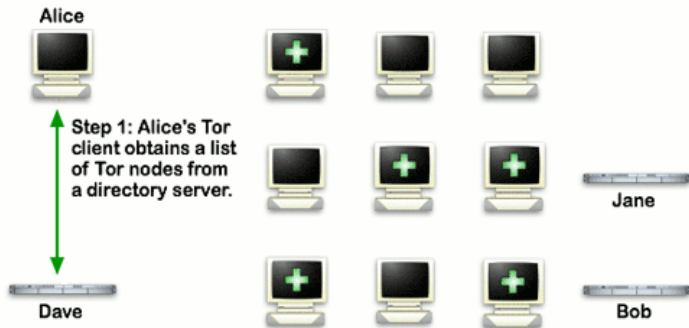 Alice
Step 1: Alice's Tor
client obtains a list
of Tor nodes from
a directory server.
Jane
Dave
Bob